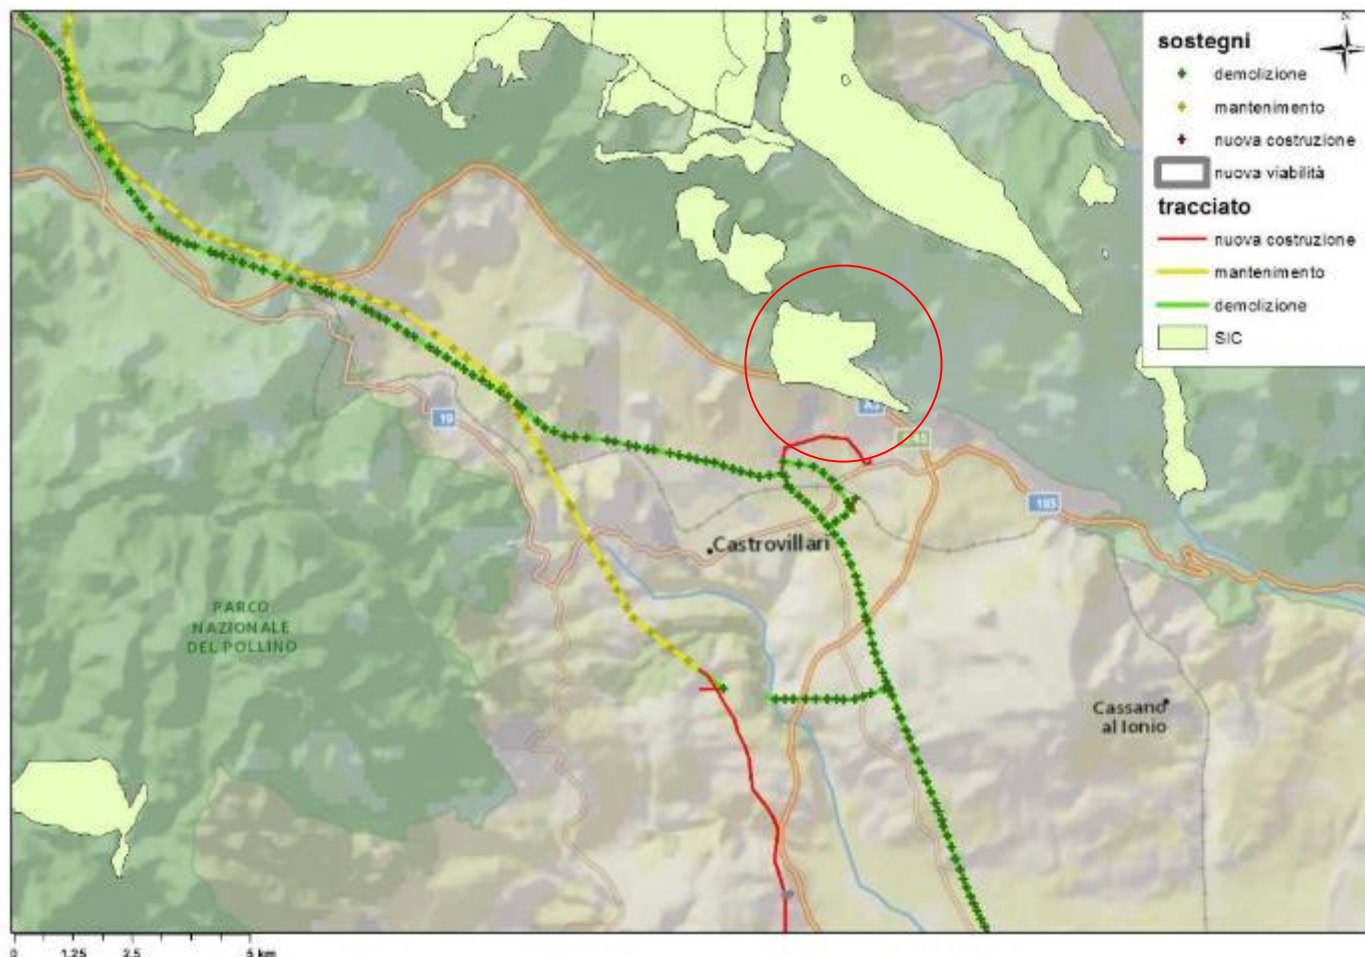 sostegni
demolizione
mantenimento
nuova costruzione
nuova viabilità
tracciato
nuova costruzione
mantenimento
demolizione
SIC
19
A3
105
Castrovillari
PARCO
NAZIONALE
DEL POLLINO
Cassano
al Ionio
0 1,25 2,5 5 km